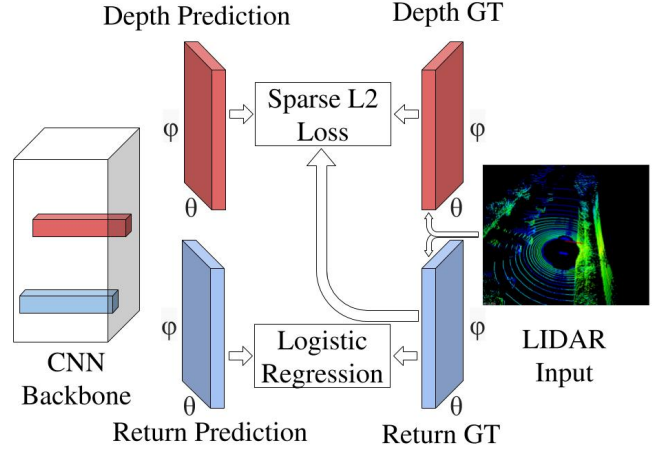 Depth Prediction
Depth GT
Sparse L2
Loss
φ
φ
θ
θ
φ
φ
Logistic
Regression
θ
θ
CNN
Backbone
LIDAR
Input
Return Prediction
Return GT